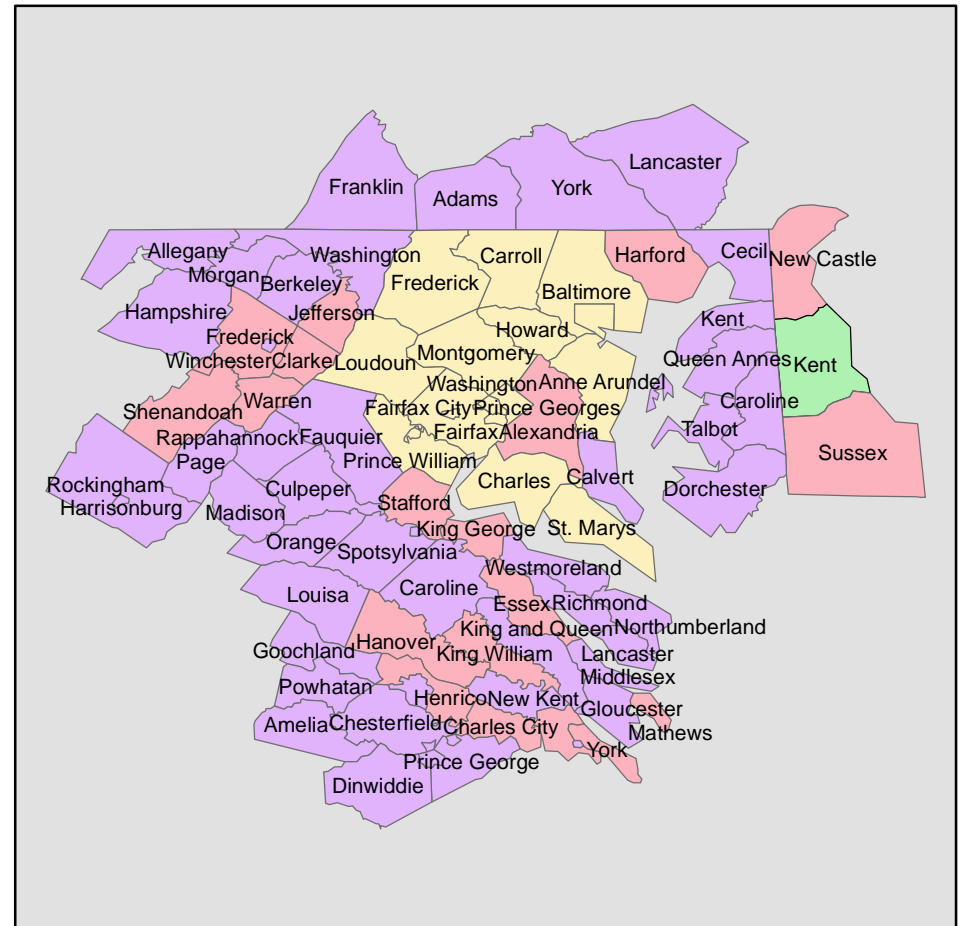 Lancaster
Franklin
Adams
York
Allegany
Washington
Carroll
Harford
Cecil
New Castle
Morgan
Berkeley
Frederick
Baltimore
Hampshire
Jefferson
Howard
Kent
Frederick
Winchester
Clarke
Loudoun
Montgomery
Queen Annes
Kent
Washington
Anne Arundel
Shenandoah
Warren
Fairfax City
Prince Georges
Caroline
Rappahannock
Fauquier
Fairfax
Alexandria
Talbot
Page
Prince William
Sussex
Rockingham
Harrisonburg
Culpeper
Charles
Calvert
Dorchester
Madison
Stafford
Orange
King George
St. Marys
Spotsylvania
Westmoreland
Louisa
Caroline
Essex
Richmond
Goochland
Hanover
King and Queen
Northumberland
King William
Lancaster
Middlesex
Powhatan
Henrico
New Kent
Gloucester
Amelia
Chesterfield
Charles City
Mathews
Prince George
York
Dinwiddie